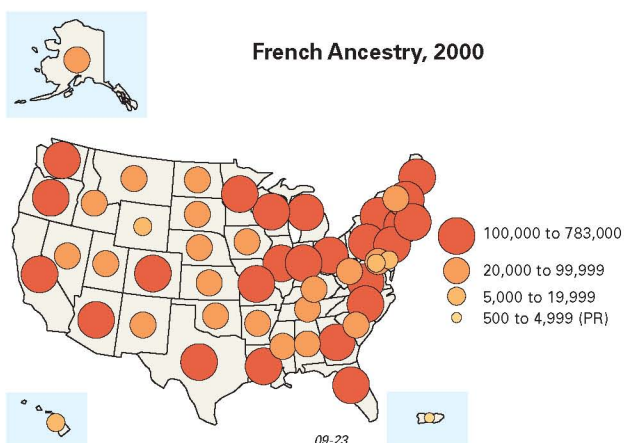 French Ancestry, 2000
100,000 to 783,000
20,000 to 99,999
5,000 to 19,999
500 to 4,999 (PR)
09-23